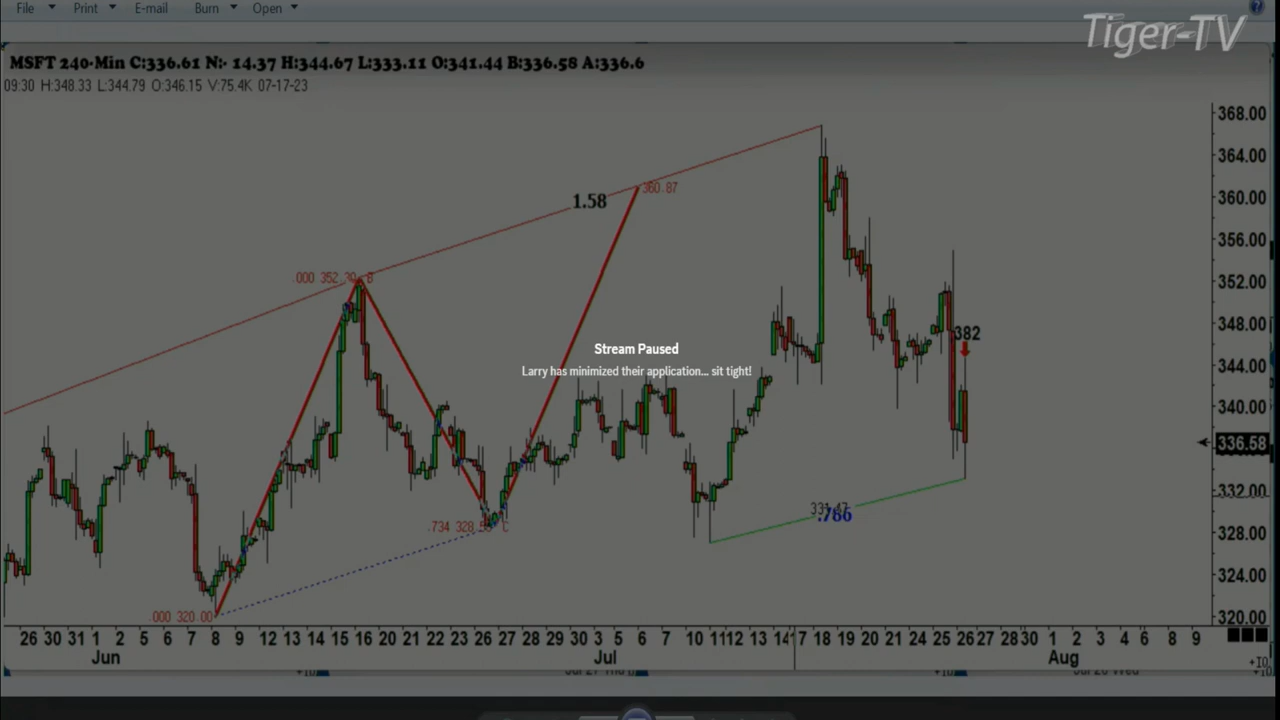 File Print E-mail Burn Open
Tiger-TV
MSFT 240-Min C:336.61 N:- 14.37 H:344.67 L:333.11 O:341.44 B:336.58 A:336.6
09:30 H:348.33 L:344.79 O:346.15 V:75.4K 07-17-23
368.00
364.00
360.87
360.00
1.58
356.00
.000 352.30 B
352.00
348.00
382
Stream Paused
344.00
Larry has minimized their application... sit tight!
340.00
336.58
332.00
.786
.734 328 C
328.00
324.00
.000 320.00
320.00
26 30 31 1 2 5 6 7 8 9 12 13 14 15 16 20 21 22 23 26 27 28 29 30 3 5 6 7 10 11 12 13 14 17 18 19 20 21 24 25 26 27 28 30 1 2 3 4 6 8 9
Jun Jul Aug